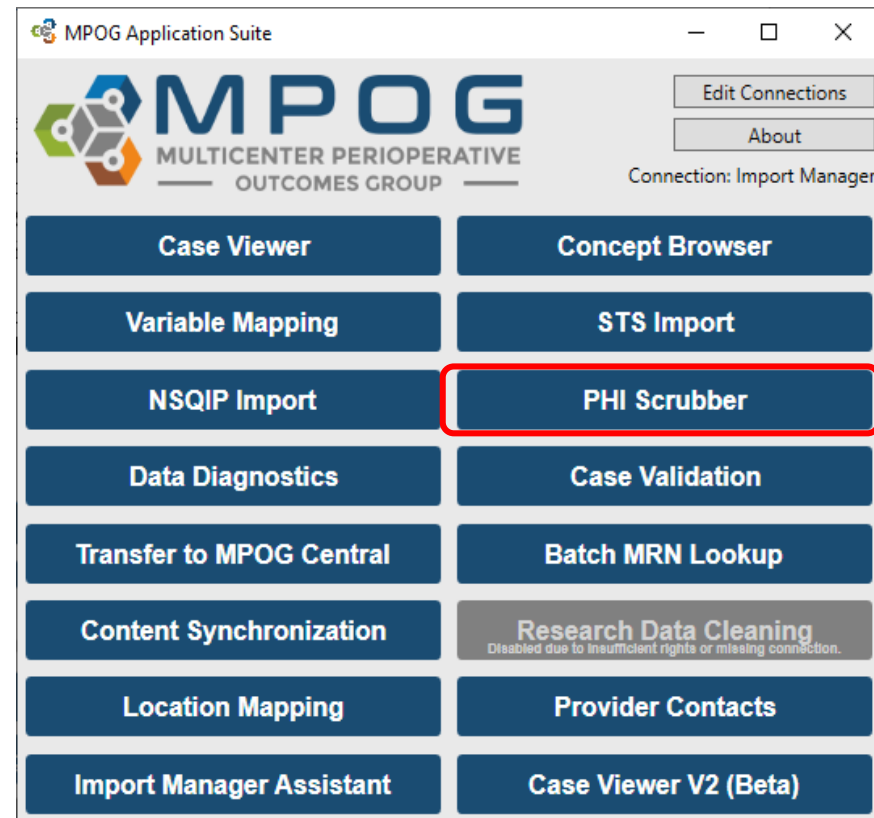 MPOG Application Suite
MPOG
MULTICENTER PERIOPERATIVE
OUTCOMES GROUP
Edit Connections
About
Connection: Import Manager
Case Viewer
Concept Browser
Variable Mapping
STS Import
NSQIP Import
PHI Scrubber
Data Diagnostics
Case Validation
Transfer to MPOG Central
Batch MRN Lookup
Content Synchronization
Research Data Cleaning
Disabled due to insufficient rights or missing connection.
Location Mapping
Provider Contacts
Import Manager Assistant
Case Viewer V2 (Beta)